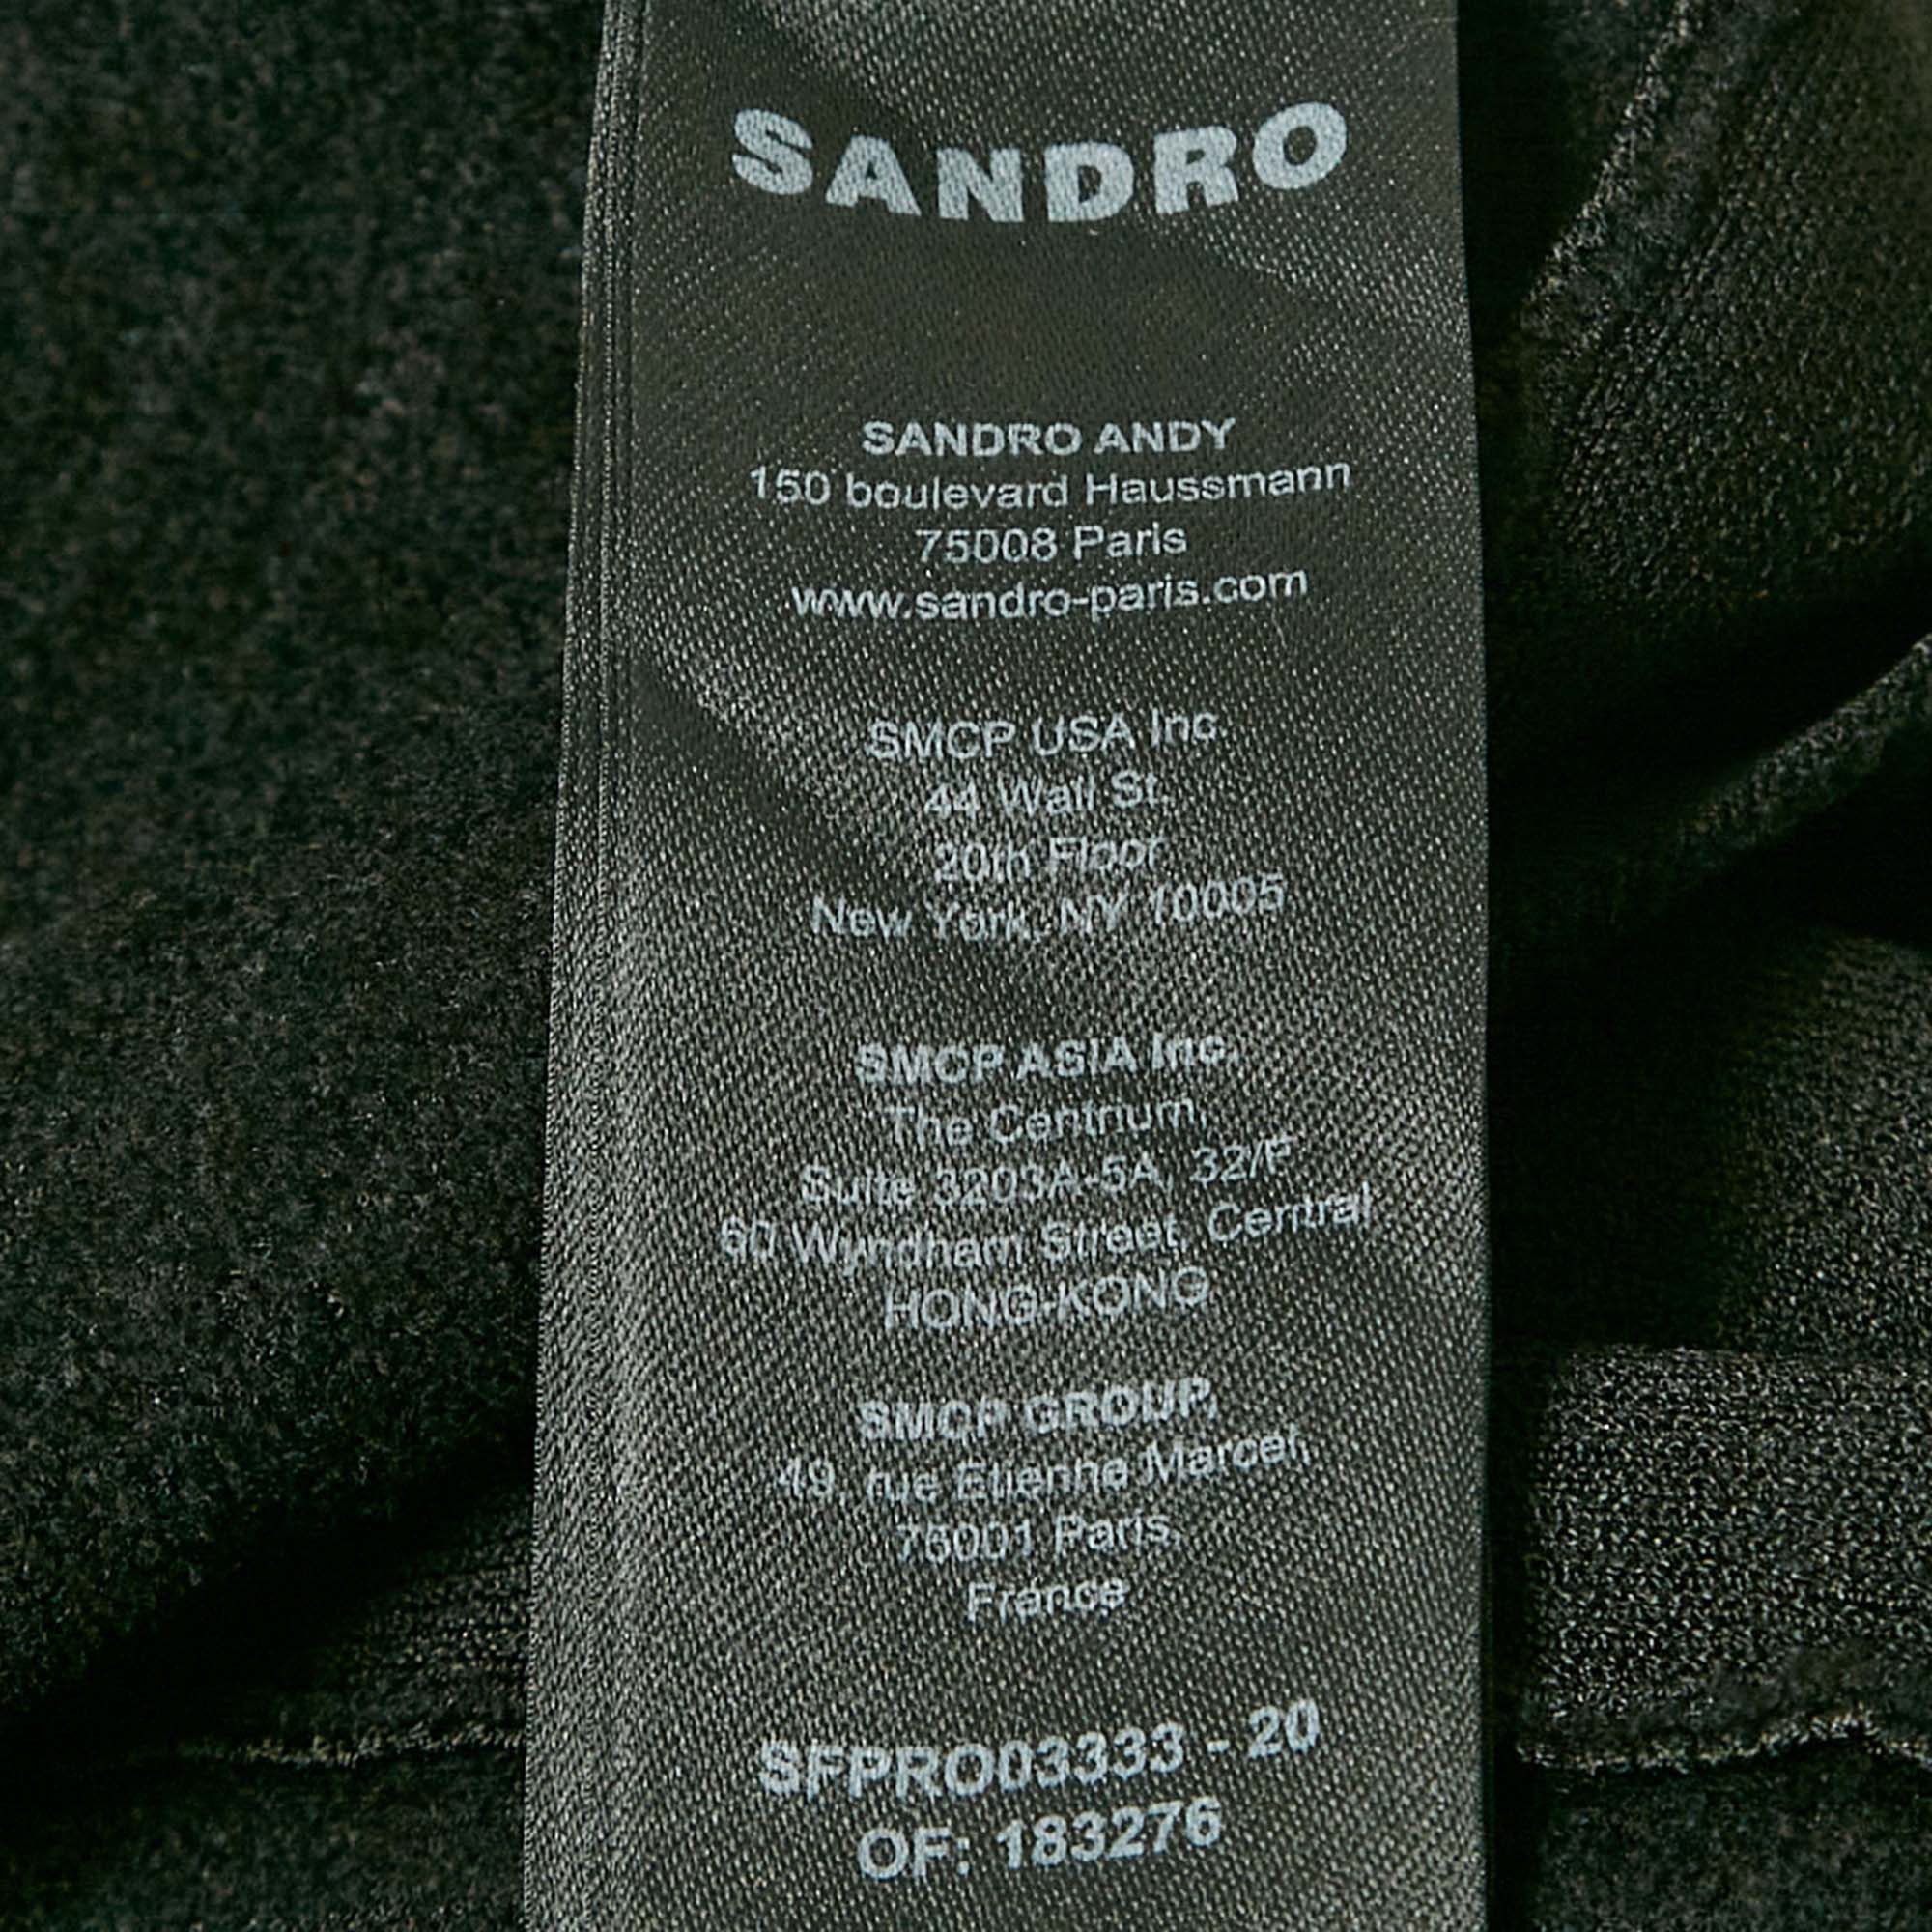 SANDRO
SANDRO ANDY
150 boulevard Haussmann
75008 Paris
www.sandro-paris.com
SMCP USA Inc.
44 Wall St.
20th Floor
New York, NY 10005
SMCP ASIA Inc.
The Centrium,
Suite 3203A-5A, 32/F
60 Wyndham Street, Central
HONG-KONG
SMCP GROUP,
49, rue Etienne Marcel,
75001 Paris,
France
SFPRO03333 - 20
OF: 183276